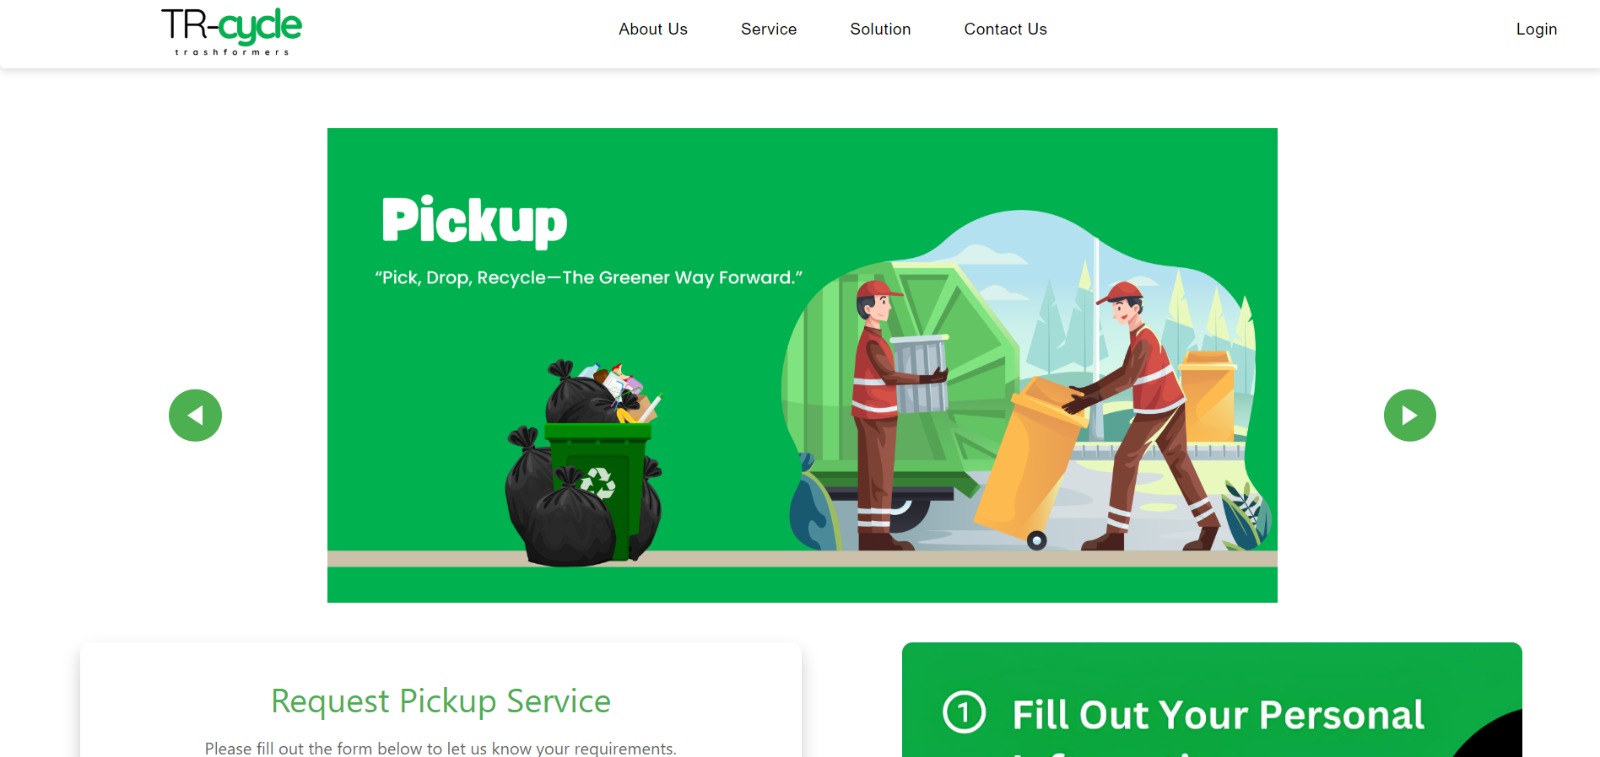 TR-cycle
trashformers
About Us
Service
Solution
Contact Us
Login
Pickup
“Pick, Drop, Recycle—The Greener Way Forward.”
Request Pickup Service
Please fill out the form below to let us know your requirements.
1 Fill Out Your Personal